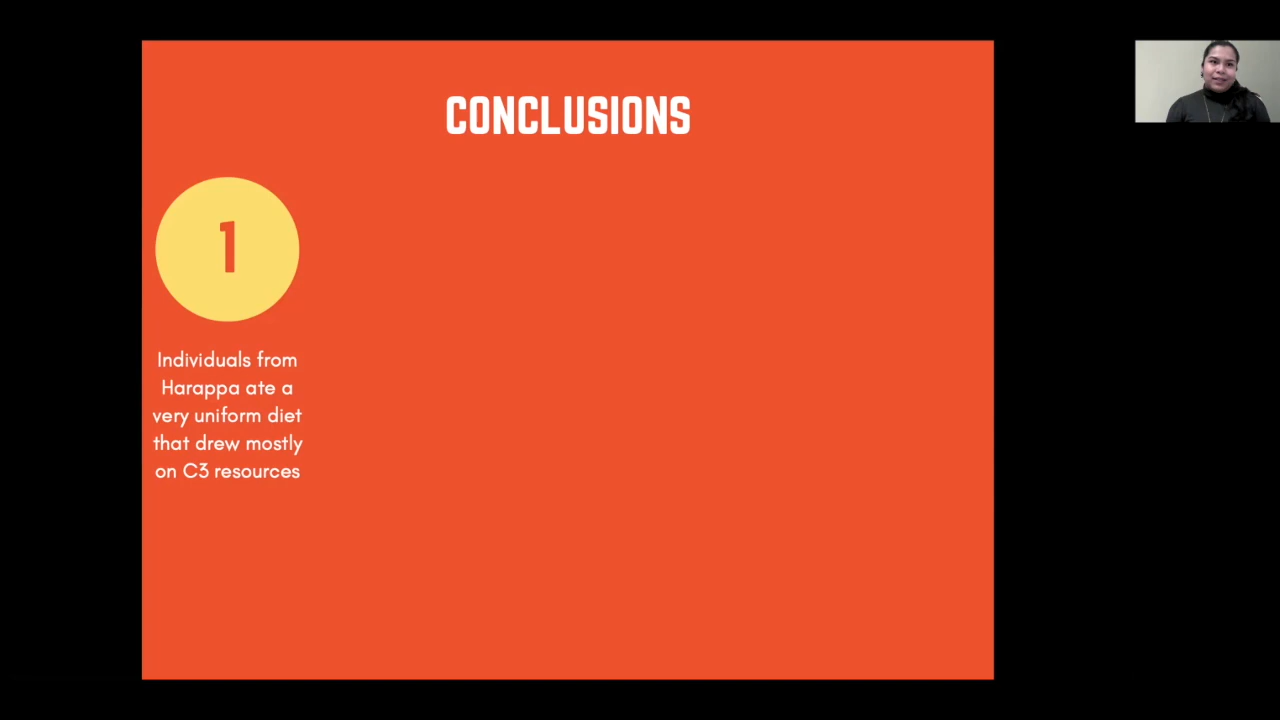 CONCLUSIONS
1
Individuals from
Harappa ate a
very uniform diet
that drew mostly
on C3 resources